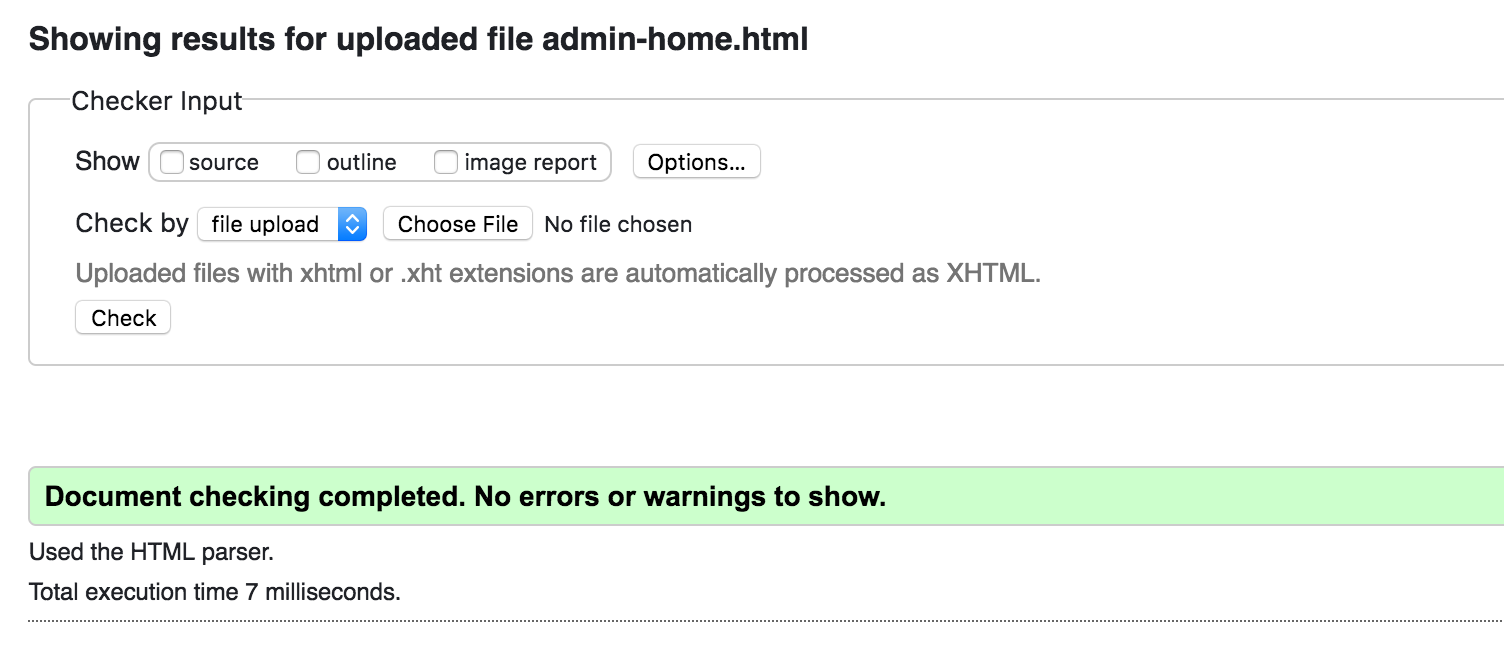 Showing results for uploaded file admin-home.html
Checker Input
Show source outline image report Options...
Check by file upload Choose File No file chosen
Uploaded files with xhtml or .xht extensions are automatically processed as XHTML.
Check
Document checking completed. No errors or warnings to show.
Used the HTML parser.
Total execution time 7 milliseconds.